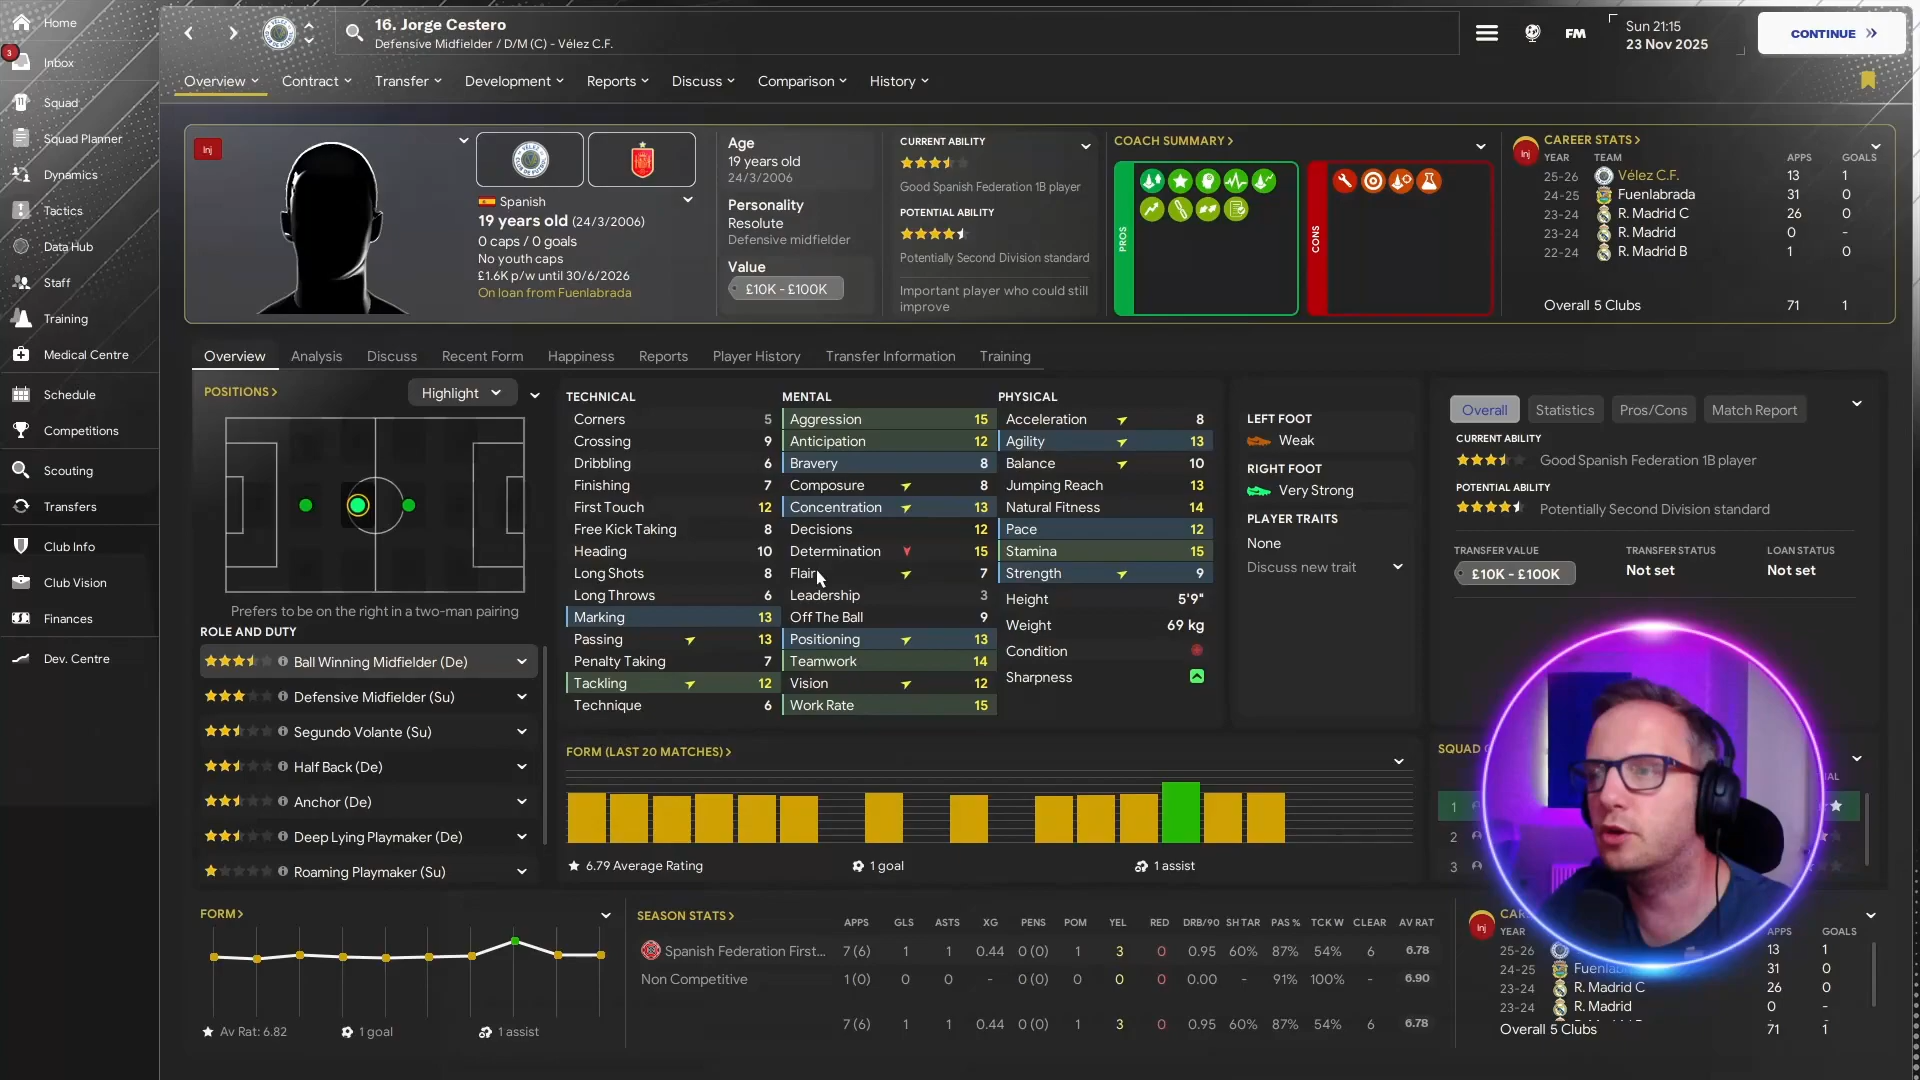 Home
3
Inbox
Squad
Squad Planner
Dynamics
Tactics
Data Hub
Staff
Training
Medical Centre
Schedule
Competitions
Scouting
Transfers
Club Info
Club Vision
Finances
Dev. Centre
16. Jorge Cestero
Defensive Midfielder / D/M (C) - Vélez C.F.
FM
Sun 21:15
23 Nov 2025
CONTINUE
Overview Contract Transfer Development Reports Discuss Comparison History
Inj
Spanish
19 years old (24/3/2006)
0 caps / 0 goals
No youth caps
£1.6K p/w until 30/6/2026
On loan from Fuenlabrada
Age
19 years old
24/3/2006
Personality
Resolute
Defensive midfielder
Value
£10K - £100K
CURRENT ABILITY
Good Spanish Federation 1B player
POTENTIAL ABILITY
Potentially Second Division standard
Important player who could still
improve
COACH SUMMARY
PROS
CONS
Inj
CAREER STATS
YEAR TEAM APPS GOALS
25-26 Vélez C.F. 13 1
24-25 Fuenlabrada 31 0
23-24 R. Madrid C 26 0
23-24 R. Madrid 0 -
22-24 R. Madrid B 1 0
Overall 5 Clubs 71 1
Overview Analysis Discuss Recent Form Happiness Reports Player History Transfer Information Training
POSITIONS
Highlight
Prefers to be on the right in a two-man pairing
ROLE AND DUTY
Ball Winning Midfielder (De)
Defensive Midfielder (Su)
Segundo Volante (Su)
Half Back (De)
Anchor (De)
Deep Lying Playmaker (De)
Roaming Playmaker (Su)
TECHNICAL
Corners 5
Crossing 9
Dribbling 6
Finishing 7
First Touch 12
Free Kick Taking 8
Heading 10
Long Shots 8
Long Throws 6
Marking 13
Passing 13
Penalty Taking 7
Tackling 12
Technique 6
MENTAL
Aggression 15
Anticipation 12
Bravery 8
Composure 8
Concentration 13
Decisions 12
Determination 15
Flair 7
Leadership 3
Off The Ball 9
Positioning 13
Teamwork 14
Vision 12
Work Rate 15
PHYSICAL
Acceleration 8
Agility 13
Balance 10
Jumping Reach 13
Natural Fitness 14
Pace 12
Stamina 15
Strength 9
Height 5'9"
Weight 69 kg
Condition
Sharpness
LEFT FOOT
Weak
RIGHT FOOT
Very Strong
PLAYER TRAITS
None
Discuss new trait
Overall Statistics Pros/Cons Match Report
CURRENT ABILITY
Good Spanish Federation 1B player
POTENTIAL ABILITY
Potentially Second Division standard
TRANSFER VALUE TRANSFER STATUS LOAN STATUS
£10K - £100K Not set Not set
FORM (LAST 20 MATCHES)
6.79 Average Rating 1 goal 1 assist
SQUAD
1
2
3
FORM
Av Rat: 6.82 1 goal 1 assist
SEASON STATS APPS GLS ASTS XG PENS POM YEL RED DRB/90 SH TAR PAS % TCK W CLEAR AV RAT
Spanish Federation First... 7 (6) 1 1 0.44 0 (0) 1 3 0 0.95 60% 87% 54% 6 6.78
Non Competitive 1 (0) 0 0 - 0 (0) 0 0 0 0.00 - 91% 100% - 6.90
7 (6) 1 1 0.44 0 (0) 1 3 0 0.95 60% 87% 54% 6 6.78
Inj
YEAR APPS GOALS
25-26 13 1
24-25 31 0
23-24 R. Madrid C 26 0
23-24 R. Madrid 0 -
Overall 5 Clubs 71 1